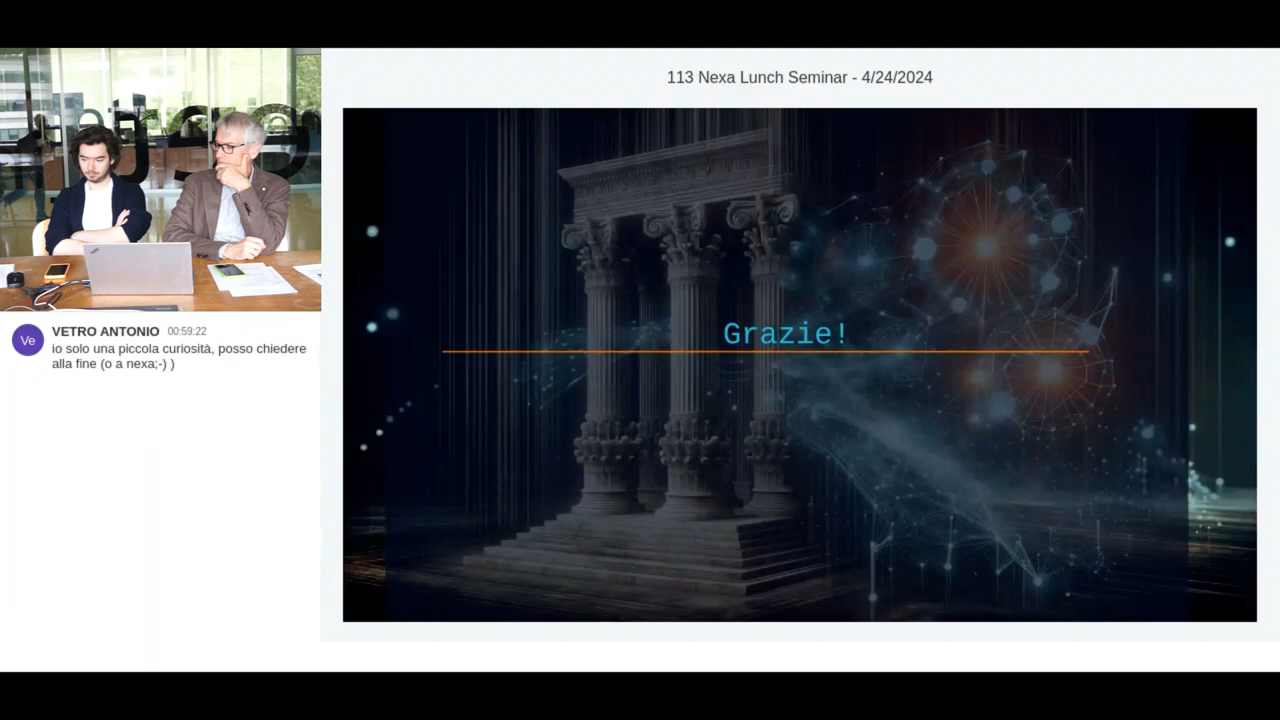 113 Nexa Lunch Seminar - 4/24/2024
Ve
VETRO ANTONIO 00:59:22
io solo una piccola curiosità, posso chiedere
alla fine (o a nexa;-) )
Grazie!